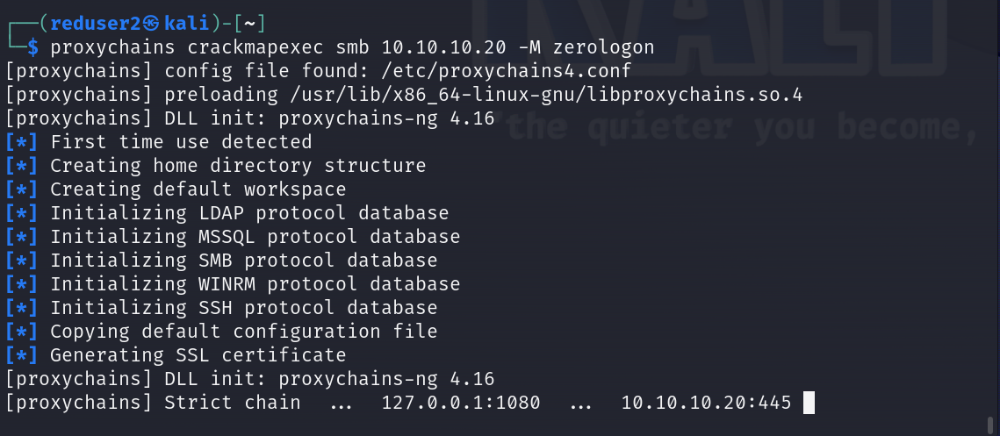 ┌──(reduser2㉿kali)-[~]
└─$ proxychains crackmapexec smb 10.10.10.20 -M zerologon
[proxychains] config file found: /etc/proxychains4.conf
[proxychains] preloading /usr/lib/x86_64-linux-gnu/libproxychains.so.4
[proxychains] DLL init: proxychains-ng 4.16
[*] First time use detected
[*] Creating home directory structure
[*] Creating default workspace
[*] Initializing LDAP protocol database
[*] Initializing MSSQL protocol database
[*] Initializing SMB protocol database
[*] Initializing WINRM protocol database
[*] Initializing SSH protocol database
[*] Copying default configuration file
[*] Generating SSL certificate
[proxychains] DLL init: proxychains-ng 4.16
[proxychains] Strict chain  ...  127.0.0.1:1080  ...  10.10.10.20:445
KALI
"the quieter you become,